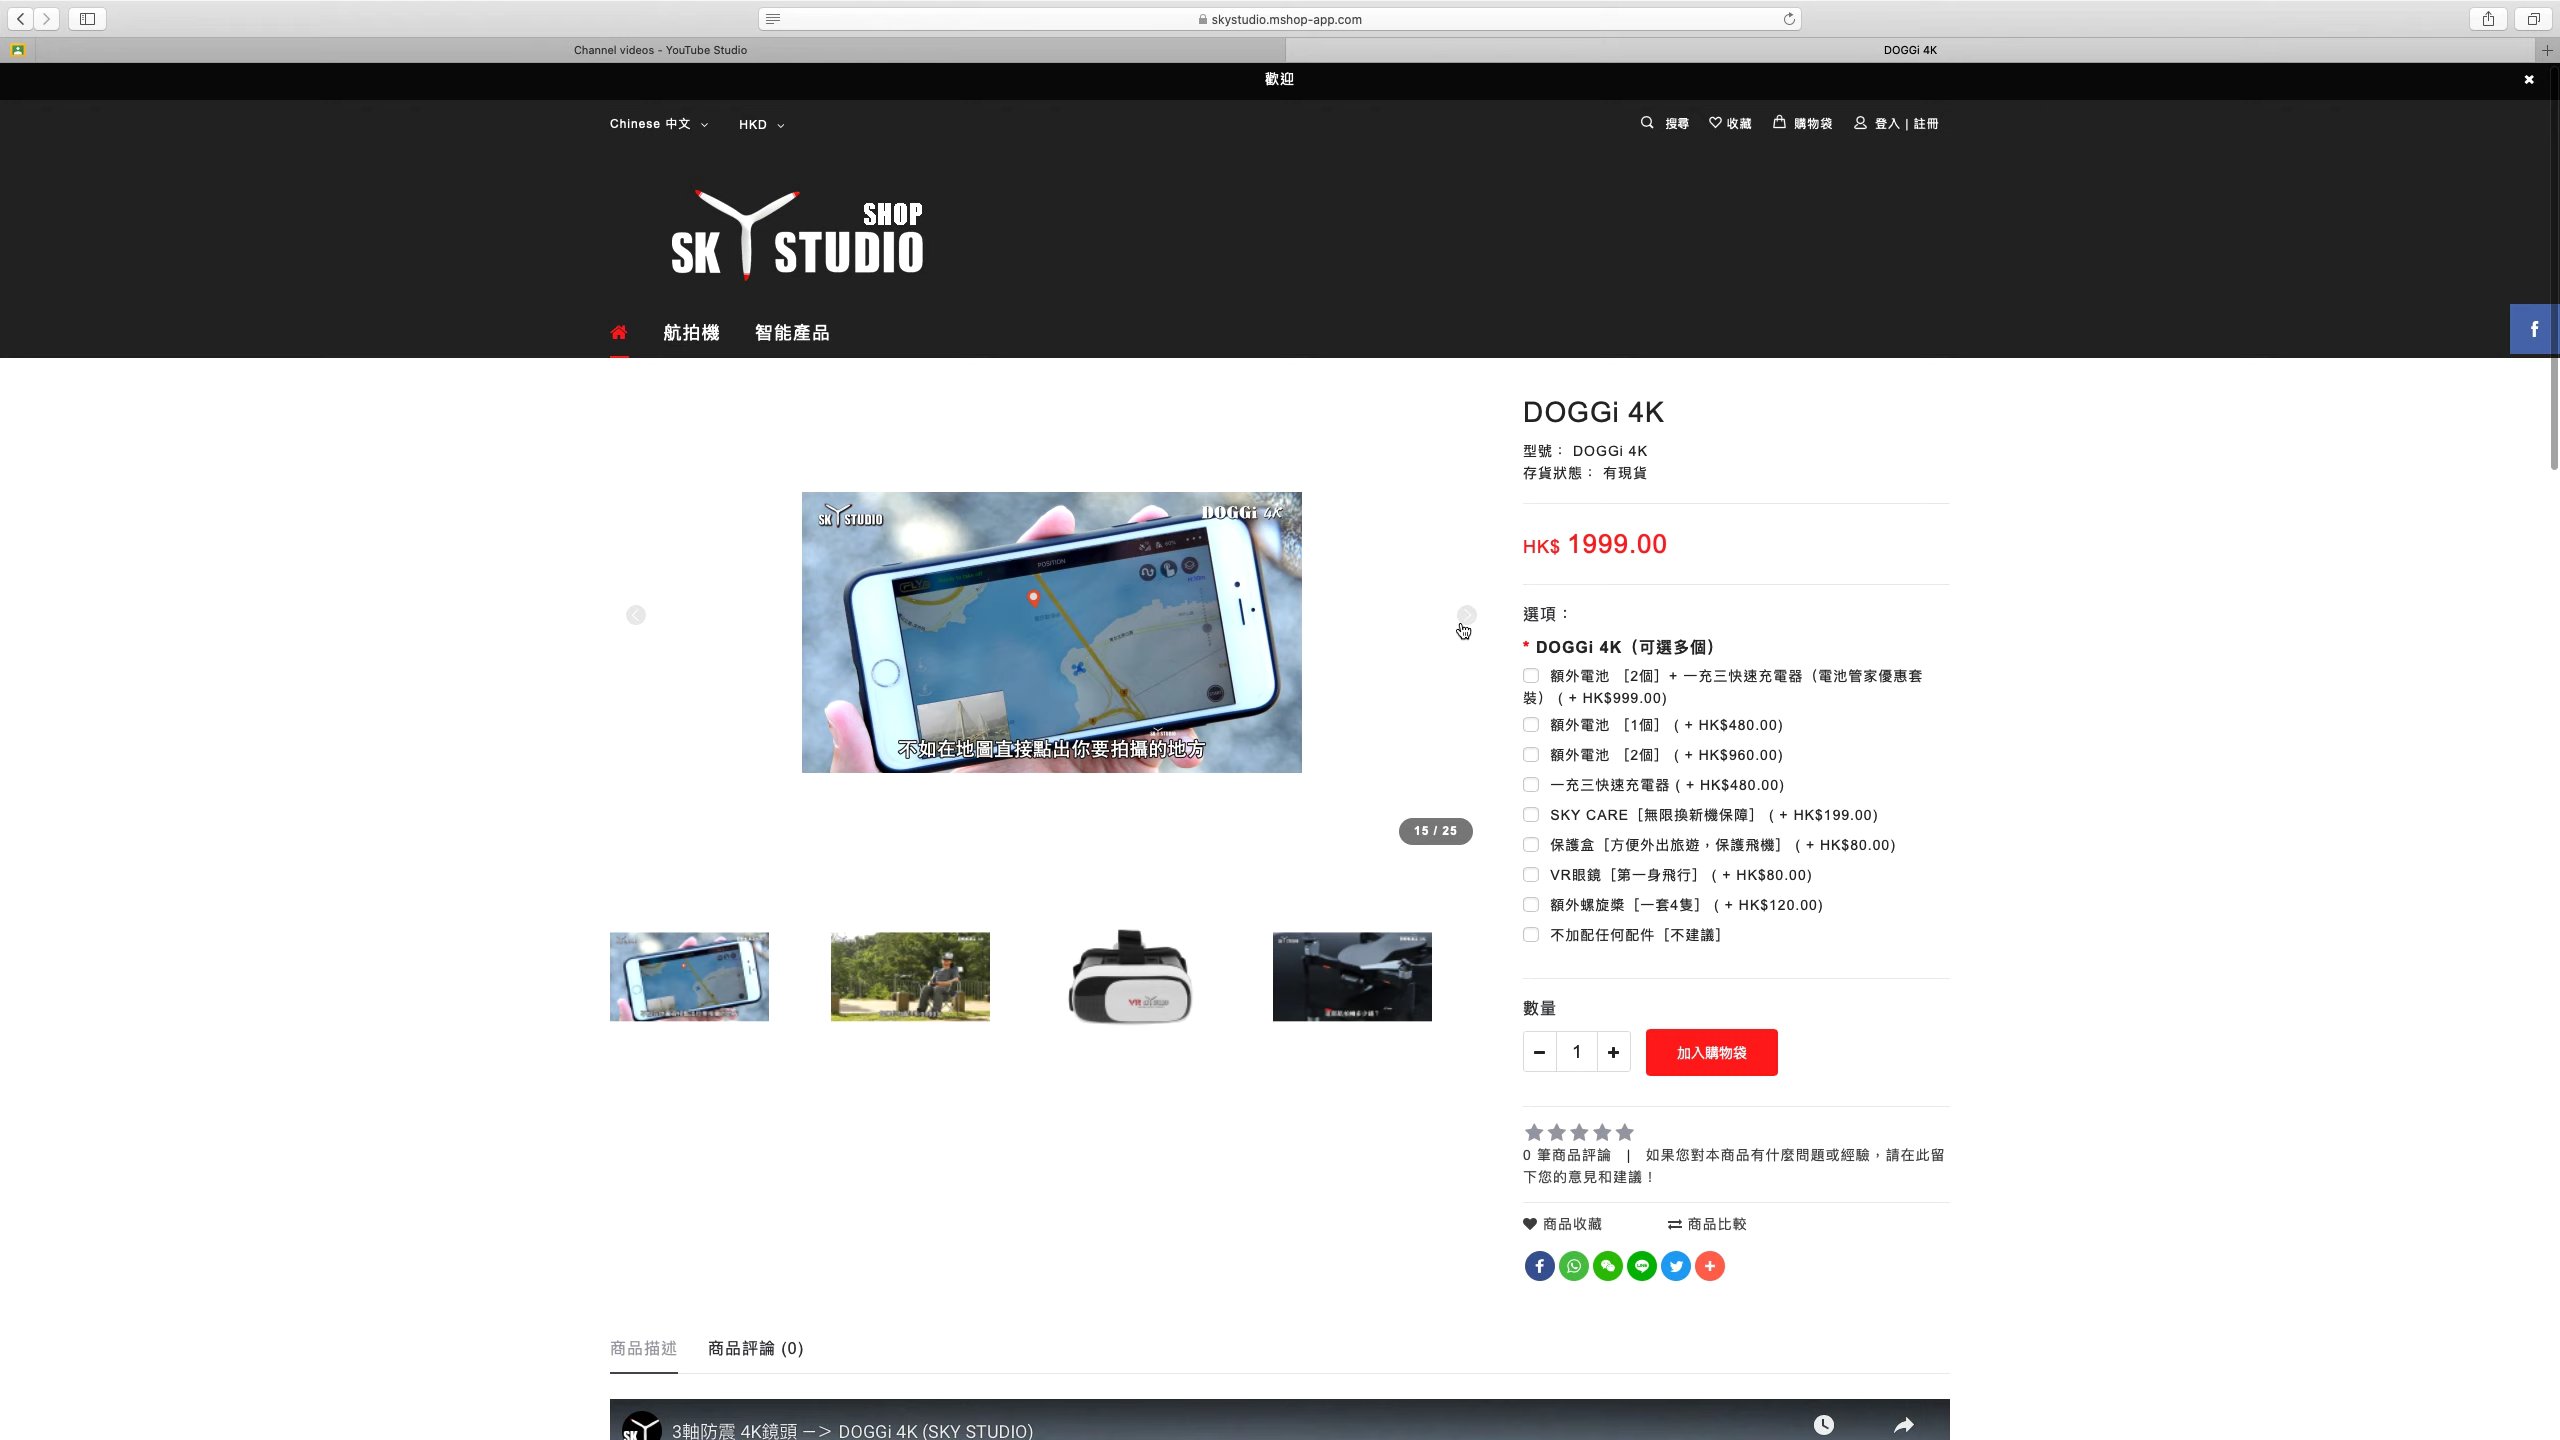 skystudio.mshop-app.com
Channel videos - YouTube Studio
DOGGi 4K
歡迎
Chinese 中文
HKD
搜尋
收藏
購物袋
登入 | 註冊
SHOP
SKY STUDIO
航拍機
智能產品
DOGGi 4K
型號： DOGGi 4K
存貨狀態： 有現貨
HK$ 1999.00
SKY STUDIO
DOGGi 4K
POSITION
不如在地圖直接點出你要拍攝的地方
15 / 25
選項：
* DOGGi 4K（可選多個）
額外電池 ［2個］+ 一充三快速充電器（電池管家優惠套
裝） ( + HK$999.00)
額外電池 ［1個］ ( + HK$480.00)
額外電池 ［2個］ ( + HK$960.00)
一充三快速充電器 ( + HK$480.00)
SKY CARE［無限換新機保障］ ( + HK$199.00)
保護盒［方便外出旅遊，保護飛機］ ( + HK$80.00)
VR眼鏡［第一身飛行］ ( + HK$80.00)
額外螺旋槳［一套4隻］ ( + HK$120.00)
不加配任何配件［不建議］
數量
1
加入購物袋
0 筆商品評論 | 如果您對本商品有什麼問題或經驗，請在此留
下您的意見和建議！
商品收藏
商品比較
商品描述
商品評論 (0)
3軸防震 4K鏡頭 —> DOGGi 4K (SKY STUDIO)